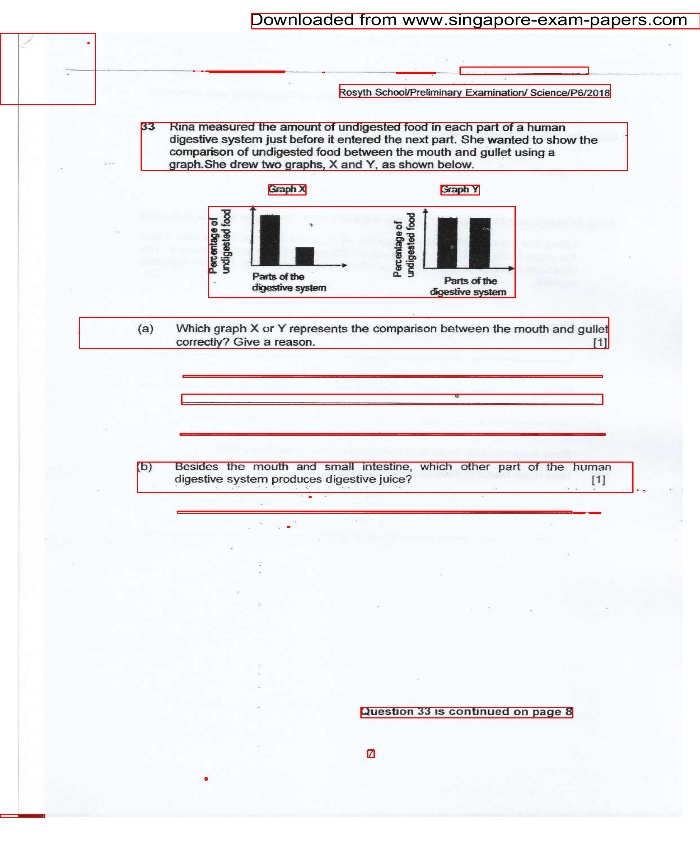 Downloaded from www.singapore-exam-papers.com
Rosyth School/Preliminary Examination/ Science/P6/2018
33 Rina measured the amount of undigested food in each part of a human
digestive system just before it entered the next part. She wanted to show the
comparison of undigested food between the mouth and gullet using a
graph.She drew two graphs, X and Y, as shown below.
Graph X
Graph Y
Percentage of
undigested food
Parts of the
digestive system
Percentage of
undigested food
Parts of the
digestive system
(a) Which graph X or Y represents the comparison between the mouth and gullet
correctly? Give a reason. [1]
(b) Besides the mouth and small intestine, which other part of the human
digestive system produces digestive juice? [1]
Question 33 is continued on page 8
7